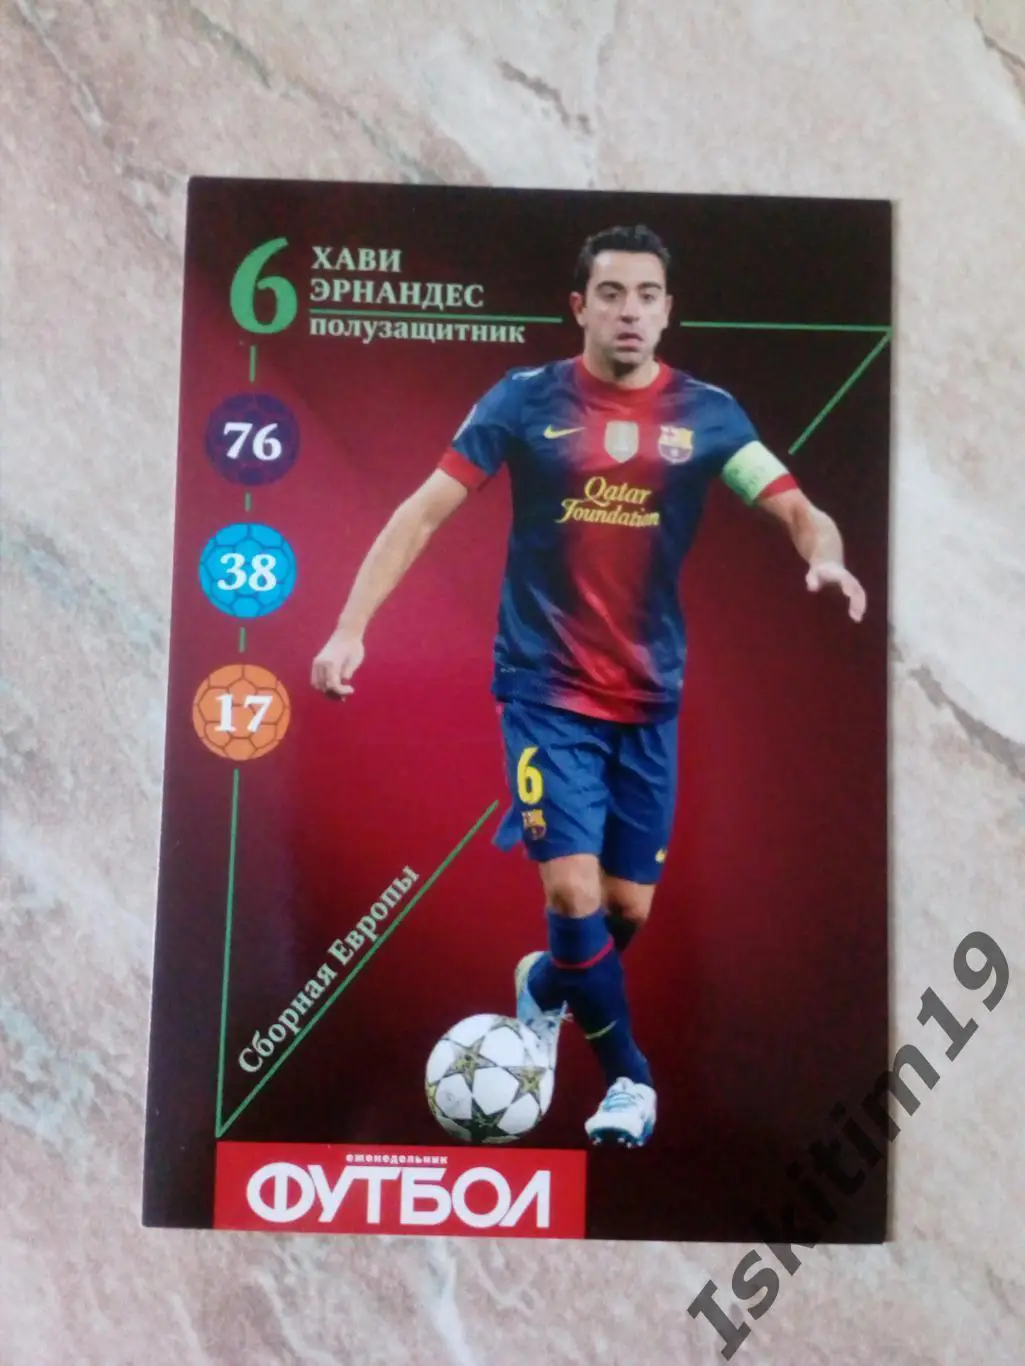 6
ХАВИ
ЭРНАНДЕС
полузащитник
76
38
17
Qatar
Foundation
6
Сборная Европы
еженедельник
ФУТБОЛ
Iskitim19